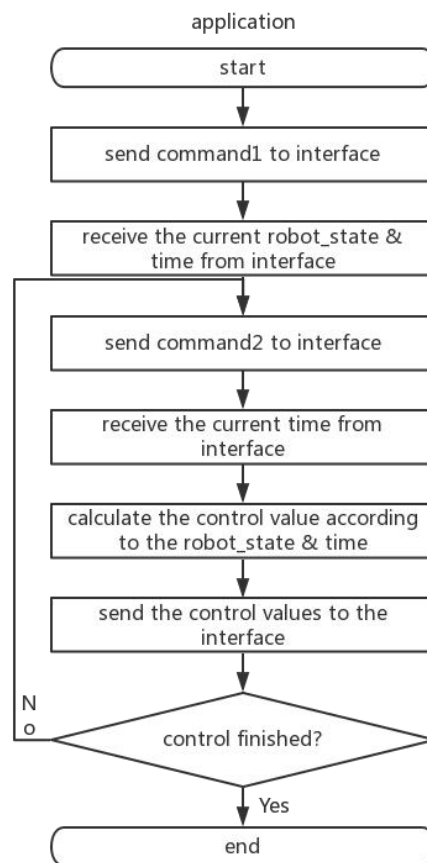 application
start
send command1 to interface
receive the current robot_state &
time from interface
send command2 to interface
receive the current time from
interface
calculate the control value according
to the robot_state & time
send the control values to the
interface
N
o
control finished?
Yes
end